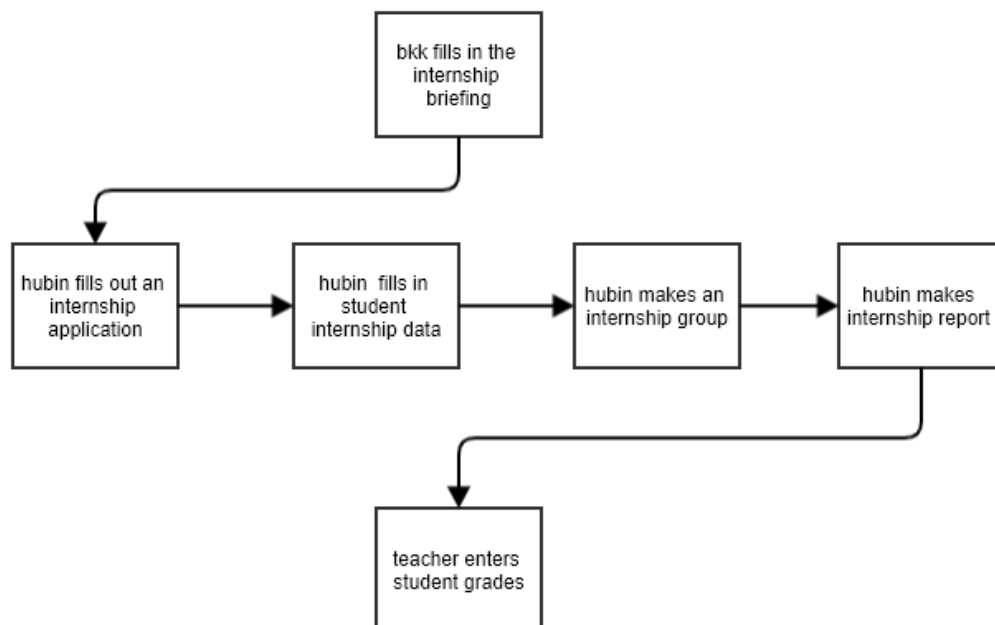 bkk fills in the
internship
briefing
hubin fills out an
internship
application
hubin fills in
student
internship data
hubin makes an
internship group
hubin makes
internship report
teacher enters
student grades